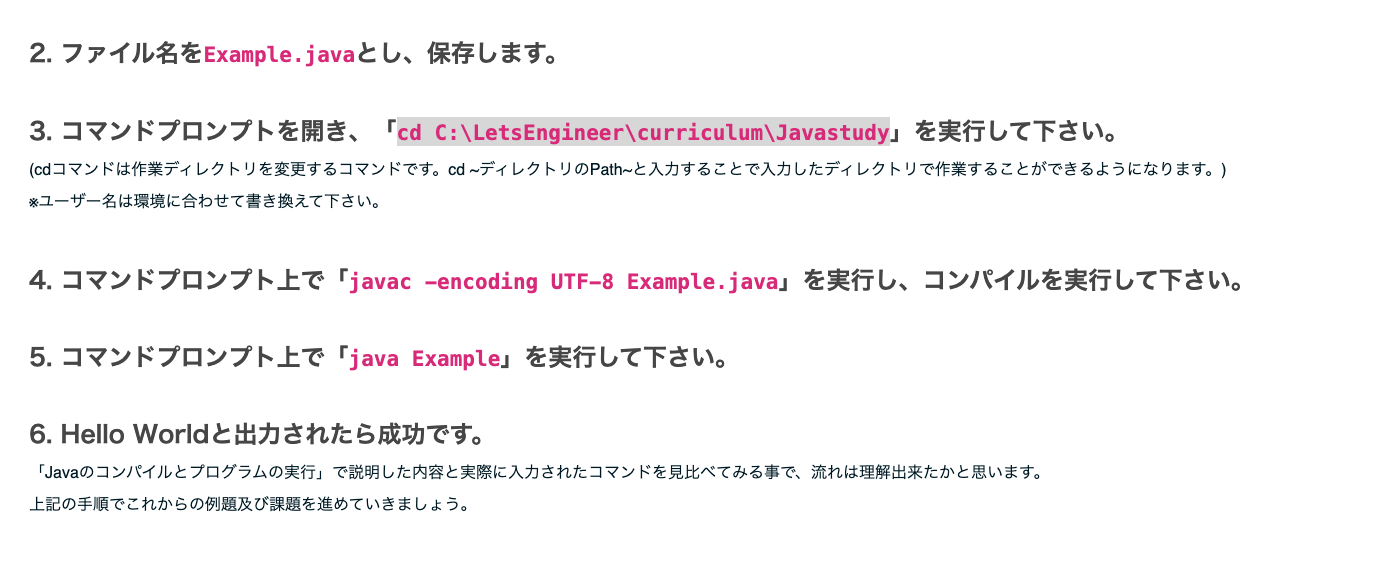 2. ファイル名をExample.javaとし、保存します。
3. コマンドプロンプトを開き、「cd C:\LetsEngineer\curriculum\Javastudy」を実行して下さい。
(cdコマンドは作業ディレクトリを変更するコマンドです。cd ~ディレクトリのPath~と入力することで入力したディレクトリで作業することができるようになります。)
※ユーザー名は環境に合わせて書き換えて下さい。
4. コマンドプロンプト上で「javac -encoding UTF-8 Example.java」を実行し、コンパイルを実行して下さい。
5. コマンドプロンプト上で「java Example」を実行して下さい。
6. Hello Worldと出力されたら成功です。
「Javaのコンパイルとプログラムの実行」で説明した内容と実際に入力されたコマンドを見比べてみる事で、流れは理解出来たかと思います。
上記の手順でこれからの例題及び課題を進めていきましょう。